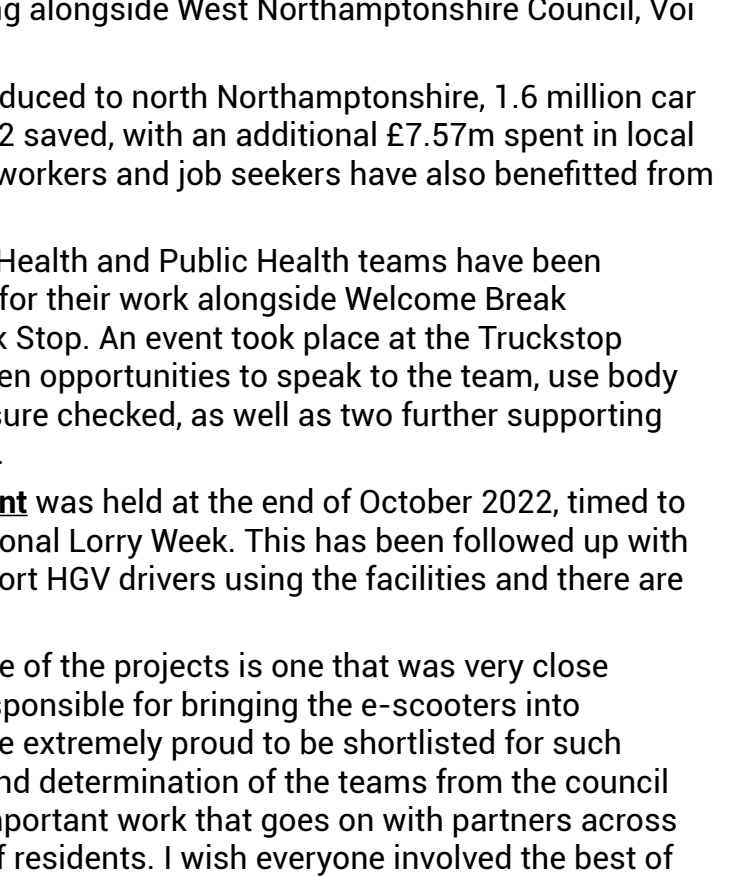 ng alongside West Northamptonshire Council, Voi
duced to north Northamptonshire, 1.6 million car
2 saved, with an additional £7.57m spent in local
workers and job seekers have also benefitted from
Health and Public Health teams have been
for their work alongside Welcome Break
k Stop. An event took place at the Truckstop
en opportunities to speak to the team, use body
sure checked, as well as two further supporting
.
nt was held at the end of October 2022, timed to
onal Lorry Week. This has been followed up with
ort HGV drivers using the facilities and there are
e of the projects is one that was very close
sponsible for bringing the e-scooters into
e extremely proud to be shortlisted for such
nd determination of the teams from the council
mportant work that goes on with partners across
f residents. I wish everyone involved the best of